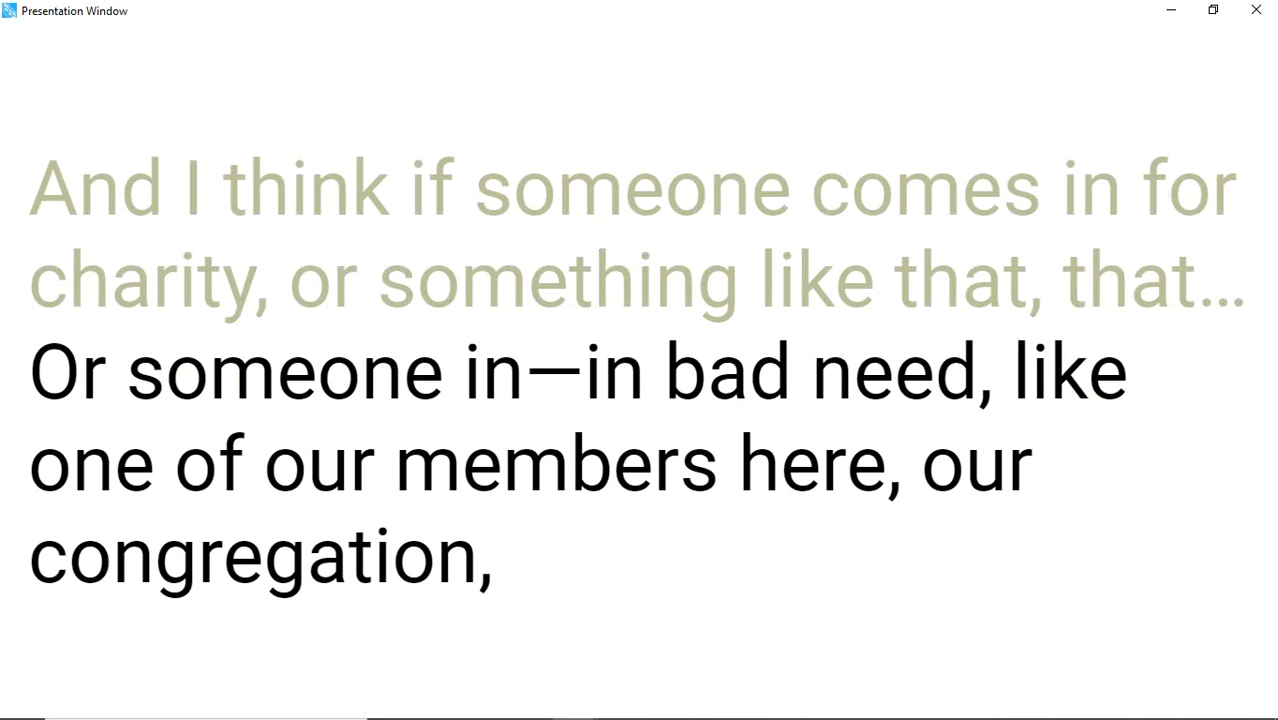 Presentation Window
And I think if someone comes in for
charity, or something like that, that…
Or someone in—in bad need, like
one of our members here, our
congregation,